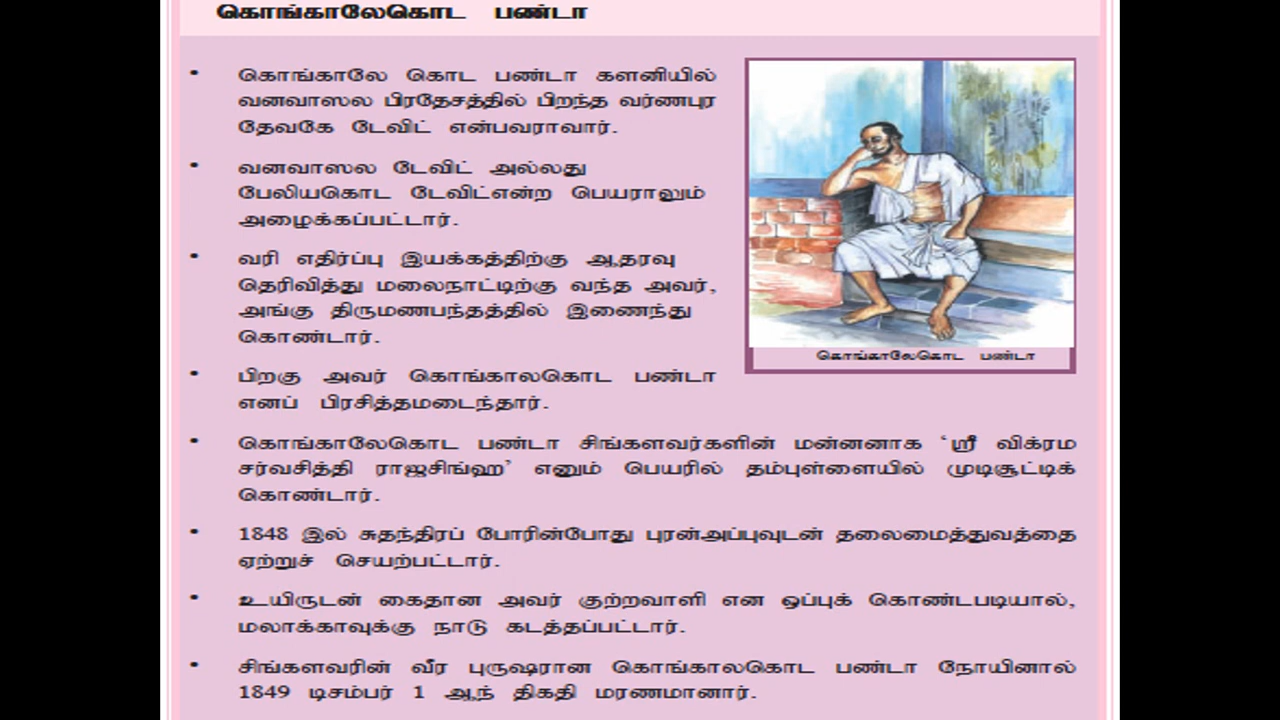 கொங்காலேகொட பண்டா
• கொங்காலே கொட பண்டா களனியில்
வனவாஸல பிரதேசத்தில் பிறந்த வர்ணபுர
தேவகே டேவிட் என்பவராவார்.
• வனவாஸல டேவிட் அல்லது
பேலியகொட டேவிட்என்ற பெயராலும்
அழைக்கப்பட்டார்.
• வரி எதிர்ப்பு இயக்கத்திற்கு ஆதரவு
தெரிவித்து மலைநாட்டிற்கு வந்த அவர்,
அங்கு திருமணபந்தத்தில் இணைந்து
கொண்டார்.
• பிறகு அவர் கொங்காலகொட பண்டா
எனப் பிரசித்தமடைந்தார்.
கொங்காலேகொட பண்டா
• கொங்காலேகொட பண்டா சிங்களவர்களின் மன்னனாக ‘ஸ்ரீ விக்ரம
சர்வசித்தி ராஜசிங்ஹ’ எனும் பெயரில் தம்புள்ளையில் முடிசூட்டிக்
கொண்டார்.
• 1848 இல் சுதந்திரப் போரின்போது புரன்அப்புவுடன் தலைமைத்துவத்தை
ஏற்றுச் செயற்பட்டார்.
• உயிருடன் கைதான அவர் குற்றவாளி என ஒப்புக் கொண்டபடியால்,
மலாக்காவுக்கு நாடு கடத்தப்பட்டார்.
• சிங்களவரின் வீர புருஷரான கொங்காலகொட பண்டா நோயினால்
1849 டிசம்பர் 1 ஆந் திகதி மரணமானார்.